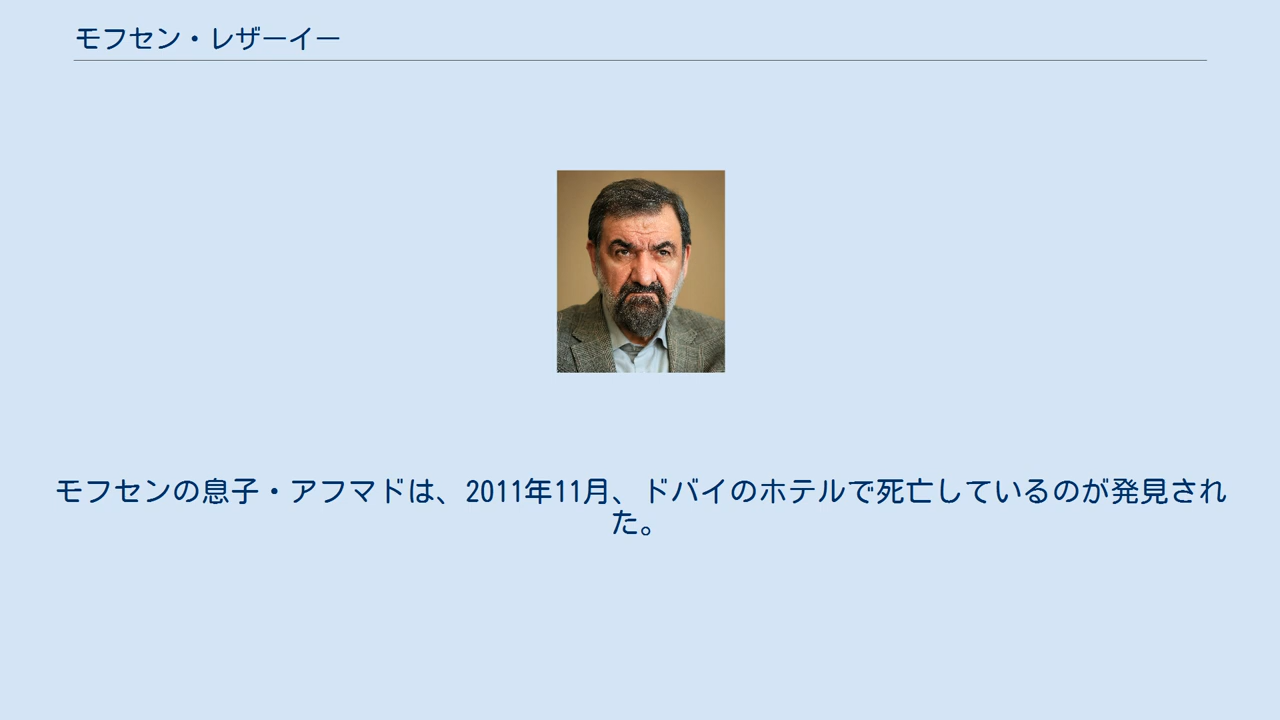 モフセン・レザーイー
モフセンの息子・アフマドは、2011年11月、ドバイのホテルで死亡しているのが発見され
た。